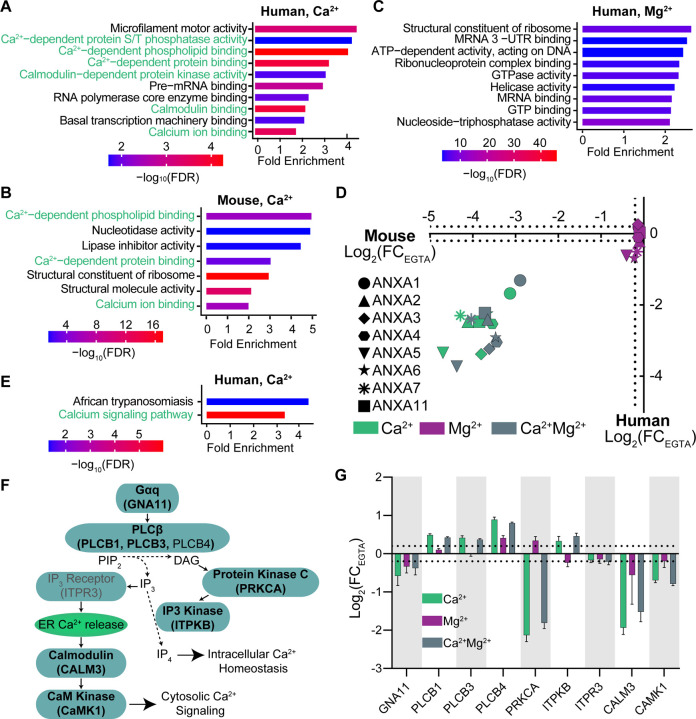 A
Human, Ca²⁺
Microfilament motor activity
Ca²⁺−dependent protein S/T phosphatase activity
Ca²⁺−dependent phospholipid binding
Ca²⁺−dependent protein binding
Calmodulin−dependent protein kinase activity
Pre−mRNA binding
RNA polymerase core enzyme binding
Calmodulin binding
Basal transcription machinery binding
Calcium ion binding
0 1 2 3 4
Fold Enrichment
2 3 4
−log₁₀(FDR)
C
Human, Mg²⁺
Structural constituent of ribosome
MRNA 3 −UTR binding
ATP−dependent activity, acting on DNA
Ribonucleoprotein complex binding
GTPase activity
Helicase activity
MRNA binding
GTP binding
Nucleoside−triphosphatase activity
0 1 2
Fold Enrichment
10 20 30 40
−log₁₀(FDR)
B
Mouse, Ca²⁺
Ca²⁺−dependent phospholipid binding
Nucleotidase activity
Lipase inhibitor activity
Ca²⁺−dependent protein binding
Structural constituent of ribosome
Structural molecule activity
Calcium ion binding
0 1 2 3 4 5
Fold Enrichment
4 8 12 16
−log₁₀(FDR)
D
-5 -4 -3 -2 -1
Mouse
Log₂(FC_EGTA)
0
-2
-4
ANXA1
ANXA2
ANXA3
ANXA4
ANXA5
ANXA6
ANXA7
ANXA11
Ca²⁺ Mg²⁺ Ca²⁺Mg²⁺
Human
Log₂(FC_EGTA)
E
Human, Ca²⁺
African trypanosomiasis
Calcium signaling pathway
0 1 2 3 4
Fold Enrichment
2 3 4 5
−log₁₀(FDR)
F
Gαq
(GNA11)
PLCβ
(PLCB1, PLCB3, PLCB4)
PIP₂ DAG
Protein Kinase C
(PRKCA)
IP₃ Receptor
(ITPR3)
IP₃
IP3 Kinase
(ITPKB)
ER Ca²⁺ release
IP₄
Intracellular Ca²⁺
Homeostasis
Calmodulin
(CALM3)
CaM Kinase
(CaMK1)
Cytosolic Ca²⁺
Signaling
G
Log₂(FC_EGTA)
2
1
0
-1
-2
-3
Ca²⁺
Mg²⁺
Ca²⁺Mg²⁺
GNA11 PLCB1 PLCB3 PLCB4 PRKCA ITPKB ITPR3 CALM3 CAMK1